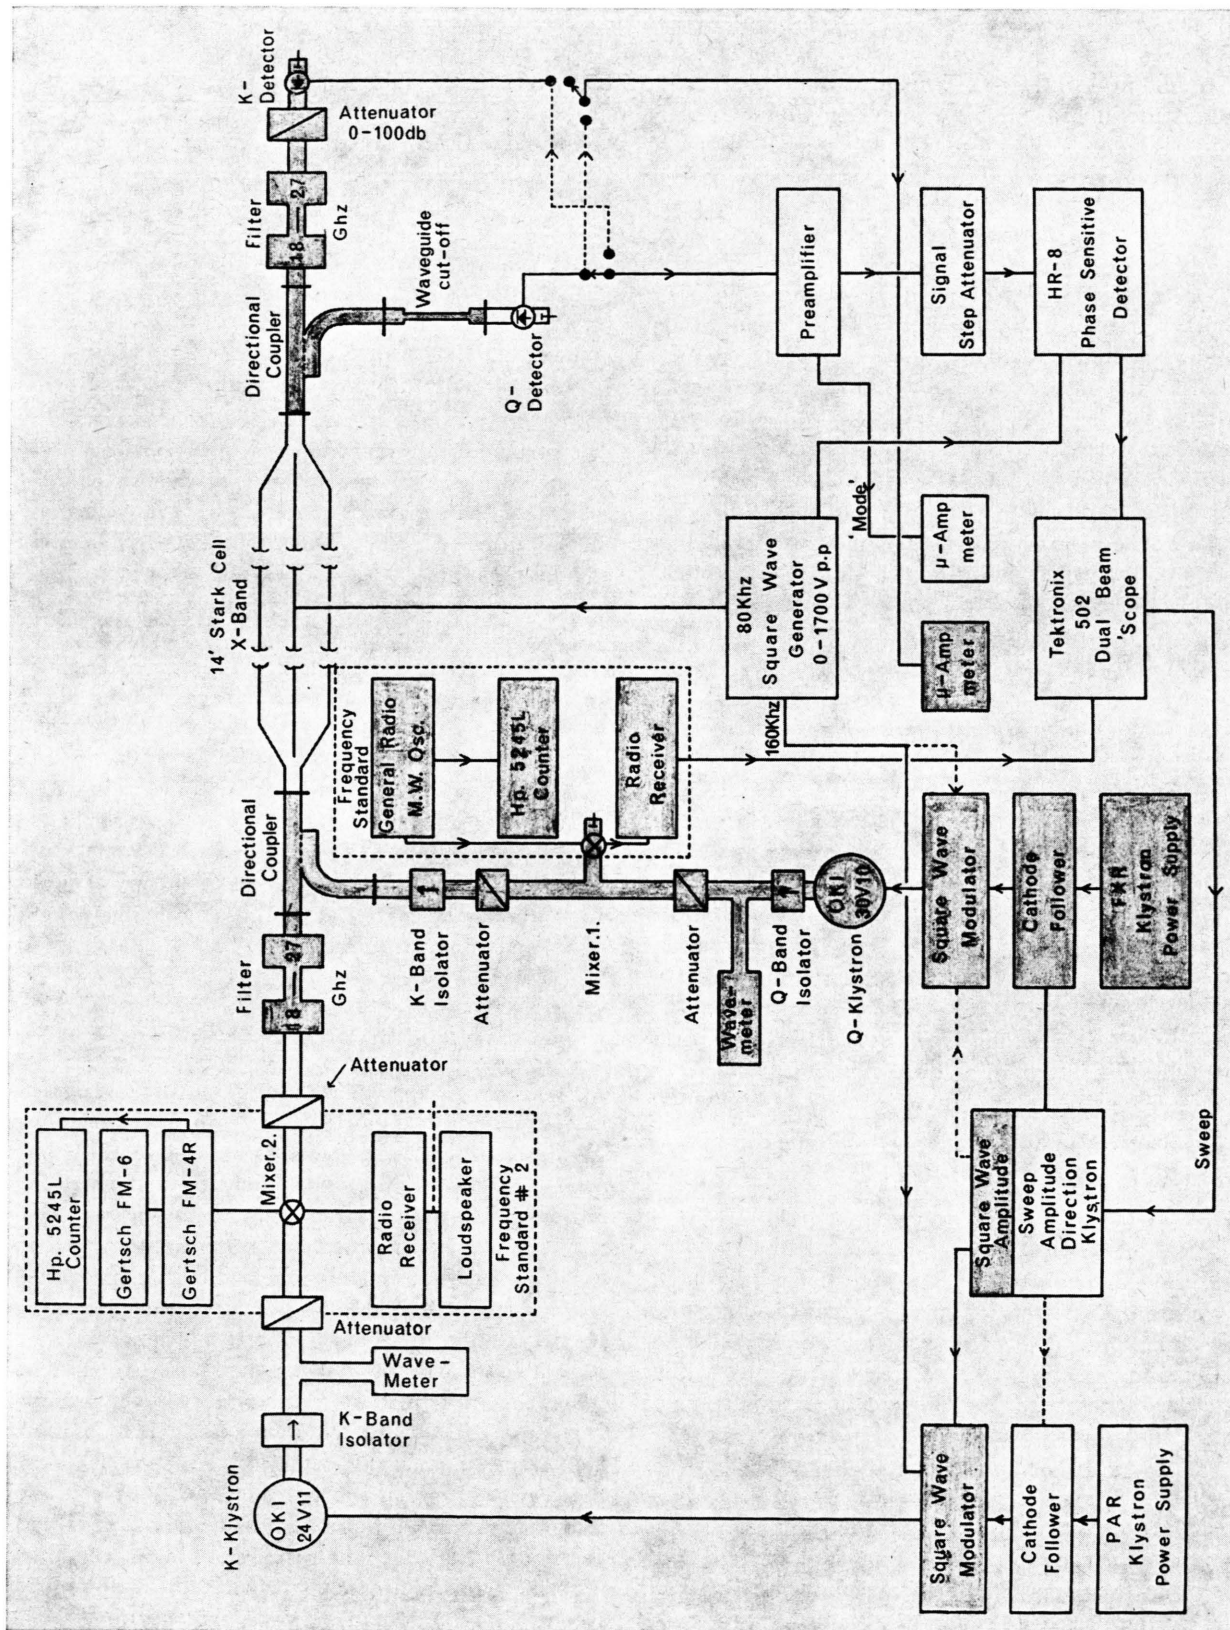 K-
Detector
Attenuator
0-100db
27
18
Filter
Ghz
Waveguide
cut-off
Directional
Coupler
Q-
Detector
Preamplifier
Signal
Step Attenuator
HR-8
Phase Sensitive
Detector
14' Stark Cell
X-Band
80Khz
Square Wave
Generator
0-1700V p.p
'Mode'
μ-Amp
meter
μ-Amp
meter
Tektronix
502
Dual Beam
'Scope
Frequency
Standard
General Radio
M.W. Osc.
Hp. 5245L
Counter
Radio
Receiver
160Khz
Directional
Coupler
27
18
Filter
Ghz
K-Band
Isolator
Attenuator
Mixer.1.
Attenuator
Wave-
meter
Q-Band
Isolator
OKI
30V10
Q-Klystron
Square Wave
Modulator
Cathode
Follower
FXR
Klystron
Power Supply
Attenuator
Hp. 5245L
Counter
Gertsch FM-6
Gertsch FM-4R
Mixer.2.
Radio
Receiver
Loudspeaker
Frequency
Standard # 2
Attenuator
Square Wave
Amplitude
Sweep
Amplitude
Direction
Klystron
Sweep
Wave-
Meter
K-Band
Isolator
K-Klystron
OKI
24V11
Square Wave
Modulator
Cathode
Follower
PAR
Klystron
Power Supply